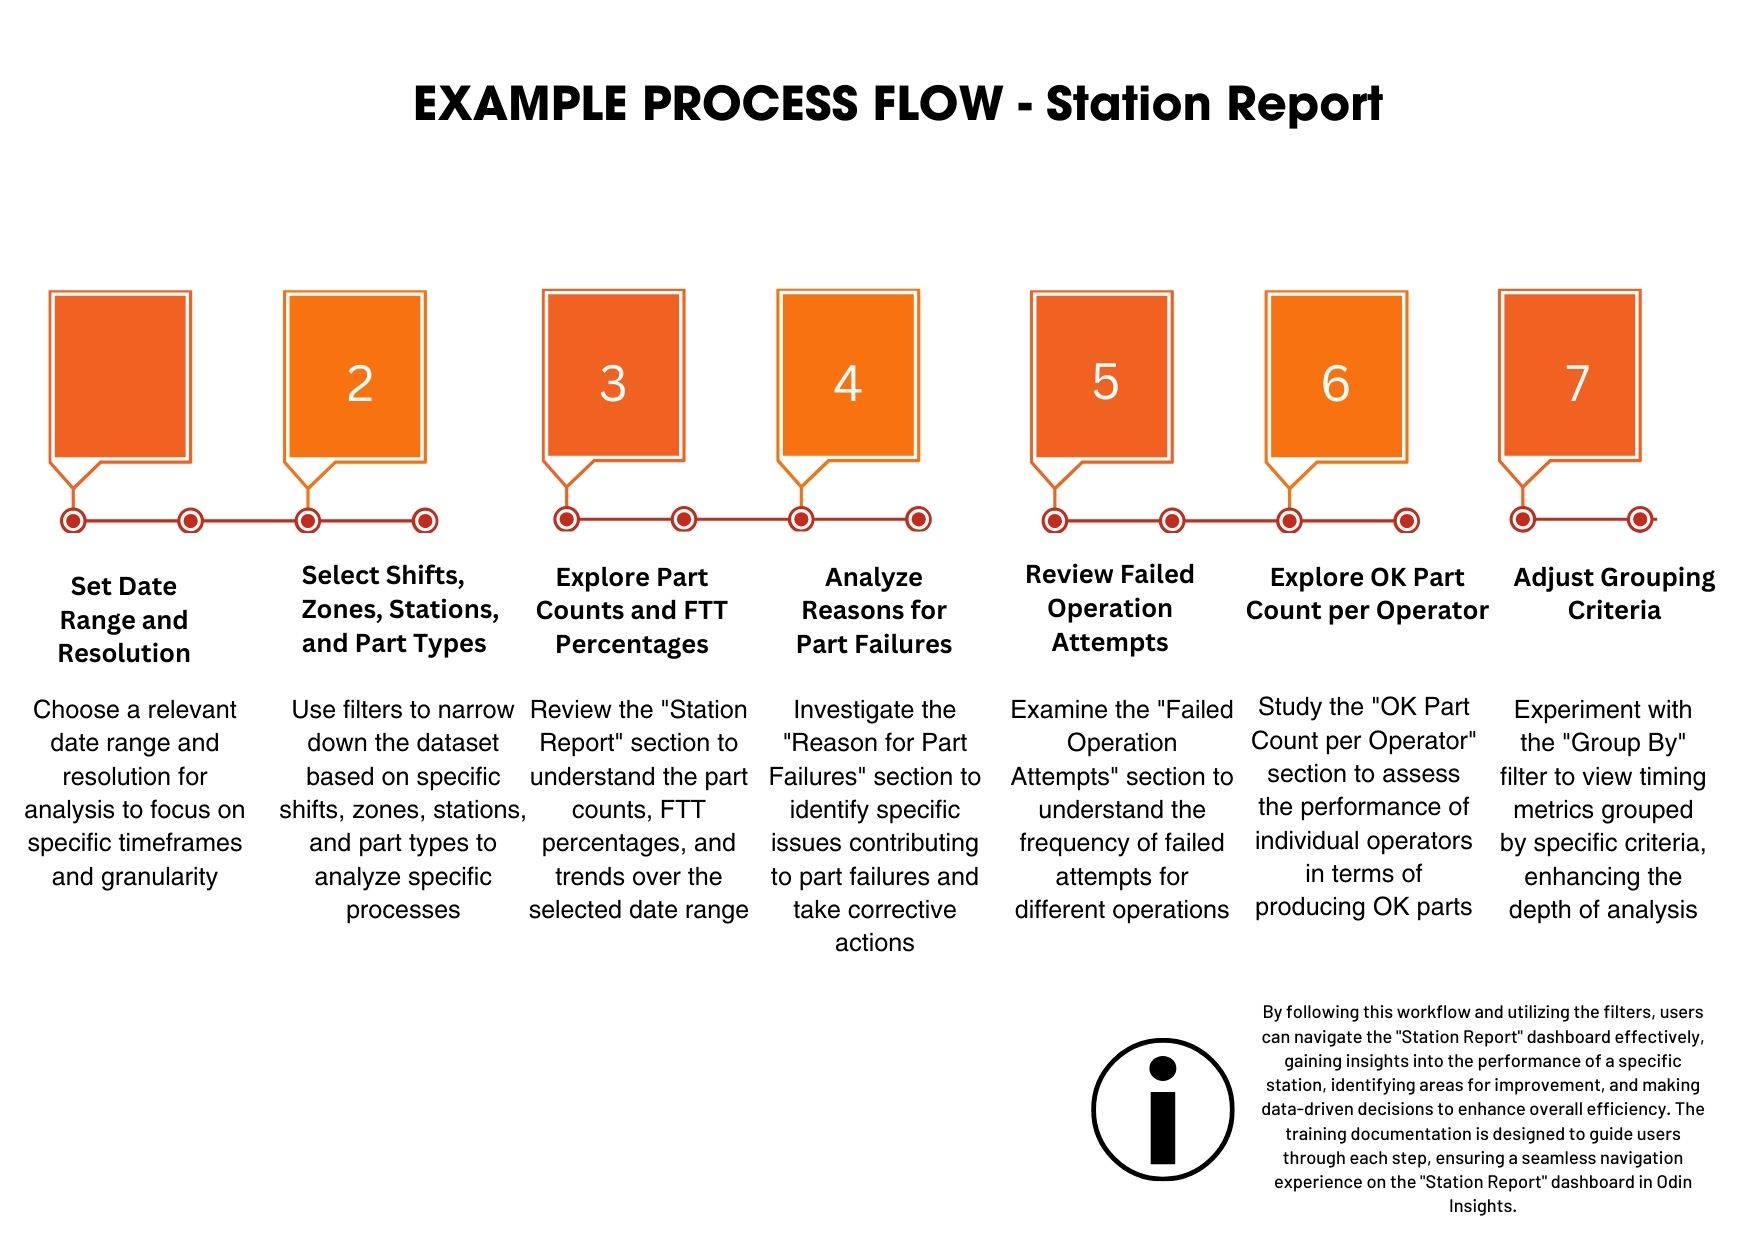 EXAMPLE PROCESS FLOW - Station Report
2
3
4
5
6
7
Set Date
Range and
Resolution
Choose a relevant
date range and
resolution for
analysis to focus on
specific timeframes
and granularity
Select Shifts,
Zones, Stations,
and Part Types
Use filters to narrow
down the dataset
based on specific
shifts, zones, stations,
and part types to
analyze specific
processes
Explore Part
Counts and FTT
Percentages
Review the "Station
Report" section to
understand the part
counts, FTT
percentages, and
trends over the
selected date range
Analyze
Reasons for
Part Failures
Investigate the
"Reason for Part
Failures" section to
identify specific
issues contributing
to part failures and
take corrective
actions
Review Failed
Operation
Attempts
Examine the "Failed
Operation
Attempts" section to
understand the
frequency of failed
attempts for
different operations
Explore OK Part
Count per Operator
Study the "OK Part
Count per Operator"
section to assess
the performance of
individual operators
in terms of
producing OK parts
Adjust Grouping
Criteria
Experiment with
the "Group By"
filter to view timing
metrics grouped
by specific criteria,
enhancing the
depth of analysis
i
By following this workflow and utilizing the filters, users
can navigate the "Station Report" dashboard effectively,
gaining insights into the performance of a specific
station, identifying areas for improvement, and making
data-driven decisions to enhance overall efficiency. The
training documentation is designed to guide users
through each step, ensuring a seamless navigation
experience on the "Station Report" dashboard in Odin
Insights.